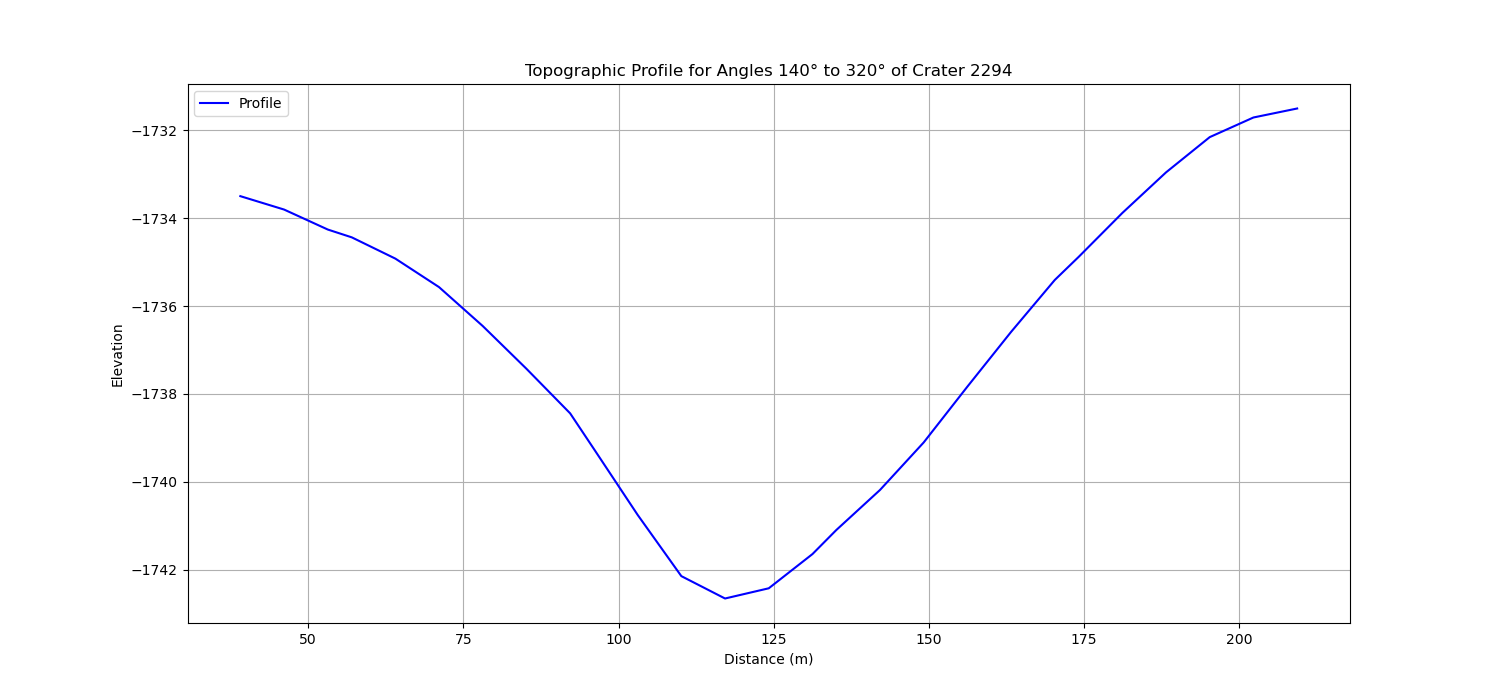 Topographic Profile for Angles 140° to 320° of Crater 2294
Profile
−1732
−1734
−1736
−1738
−1740
−1742
Elevation
50 75 100 125 150 175 200
Distance (m)